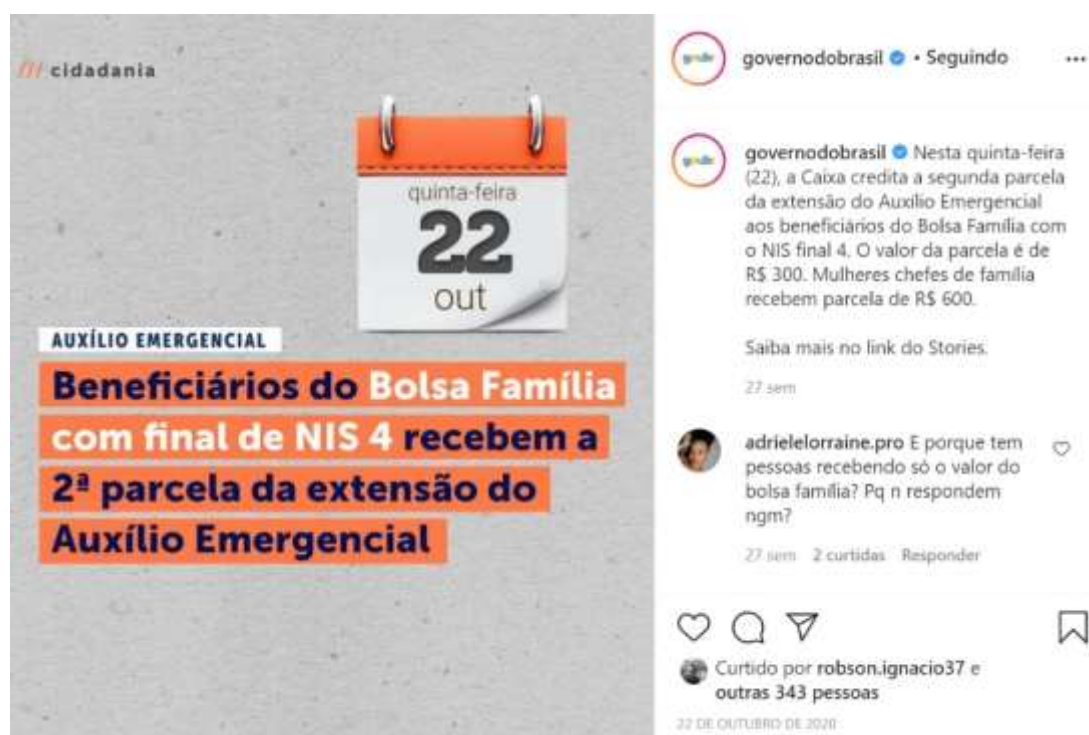 /// cidadania
quinta-feira
22
out
AUXÍLIO EMERGENCIAL
Beneficiários do Bolsa Família
com final de NIS 4 recebem a
2ª parcela da extensão do
Auxílio Emergencial
governodobrasil • Seguindo
governodobrasil Nesta quinta-feira
(22), a Caixa credita a segunda parcela
da extensão do Auxílio Emergencial
aos beneficiários do Bolsa Família com
o NIS final 4. O valor da parcela é de
R$ 300. Mulheres chefes de família
recebem parcela de R$ 600.
Saiba mais no link do Stories.
27 sem
adrielelorraine.pro E porque tem
pessoas recebendo só o valor do
bolsa família? Pq n respondem
ngm?
27 sem 2 curtidas Responder
Curtido por robson.ignacio37 e
outras 343 pessoas
22 DE OUTUBRO DE 2020